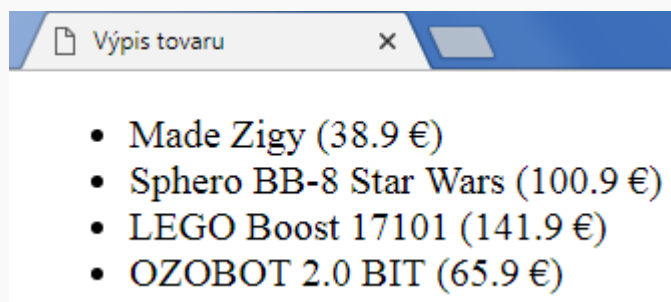 Výpis tovaru
Made Zigy (38.9 €)
Sphero BB-8 Star Wars (100.9 €)
LEGO Boost 17101 (141.9 €)
OZOBOT 2.0 BIT (65.9 €)